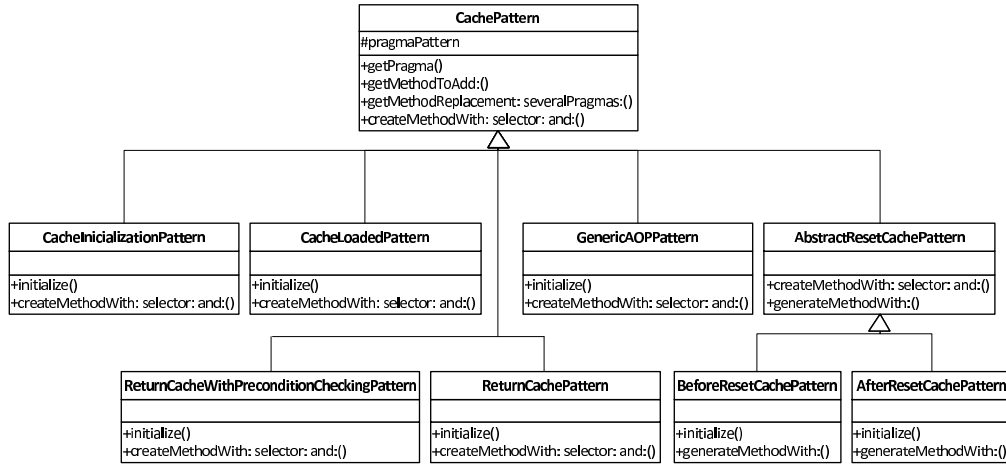 CachePattern
#pragmaPattern
+getPragma()
+getMethodToAdd:()
+getMethodReplacement: severalPragmas:()
+createMethodWith: selector: and:()
CacheInicializationPattern
+initialize()
+createMethodWith: selector: and:()
CacheLoadedPattern
+initialize()
+createMethodWith: selector: and:()
GenericAOPPattern
+initialize()
+createMethodWith: selector: and:()
AbstractResetCachePattern
+createMethodWith: selector: and:()
+generateMethodWith:()
ReturnCacheWithPreconditionCheckingPattern
+initialize()
+createMethodWith: selector: and:()
ReturnCachePattern
+initialize()
+createMethodWith: selector: and:()
BeforeResetCachePattern
+initialize()
+generateMethodWith:()
AfterResetCachePattern
+initialize()
+generateMethodWith:()